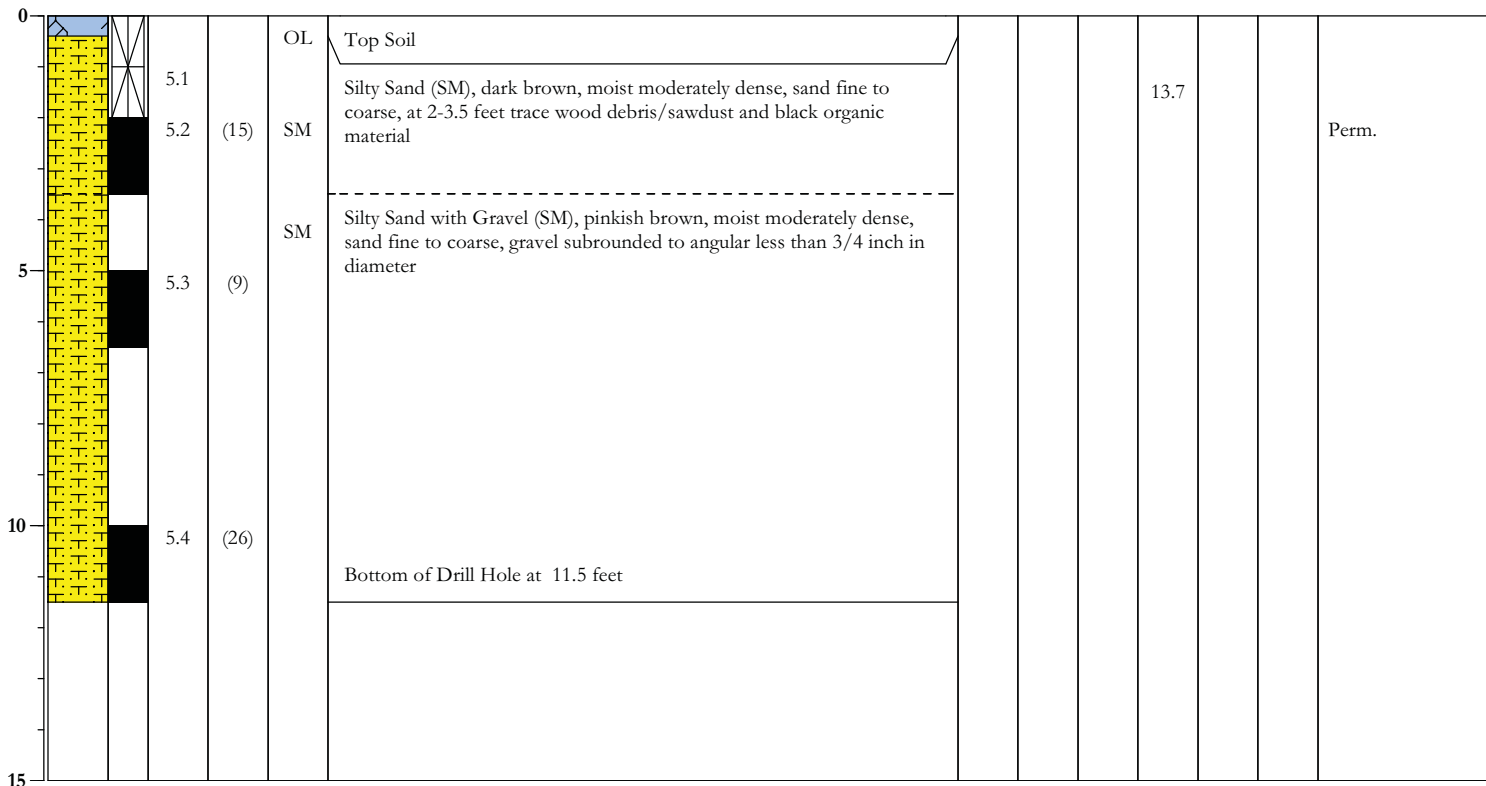 0
OL
Top Soil
5.1
Silty Sand (SM), dark brown, moist moderately dense, sand fine to
coarse, at 2-3.5 feet trace wood debris/sawdust and black organic
material
13.7
5.2
(15)
SM
Perm.
SM
Silty Sand with Gravel (SM), pinkish brown, moist moderately dense,
sand fine to coarse, gravel subrounded to angular less than 3/4 inch in
diameter
5
5.3
(9)
10
5.4
(26)
Bottom of Drill Hole at 11.5 feet
15